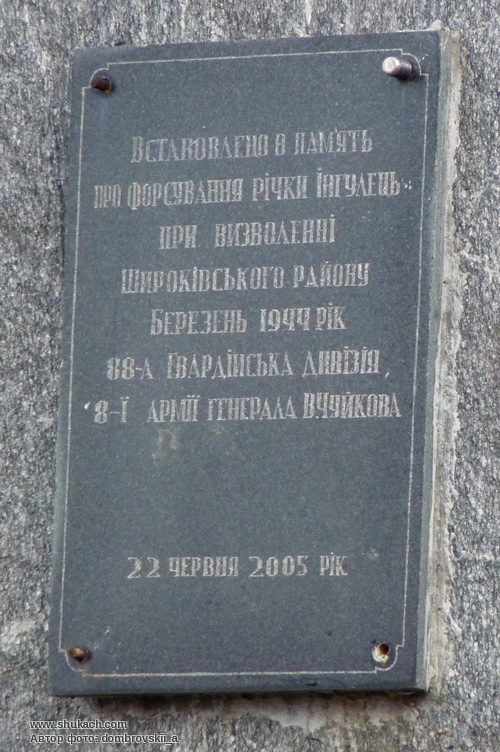 Встановлено в пам'ять
про форсування річки Інгулець
при визволенні
Широківського району
Березень 1944 рік
88-а Гвардійська дивізія,
8-ї армії генерала В.Чуйкова
22 червня 2005 рік
www.shukach.com
Автор фото: dombrovskii_a